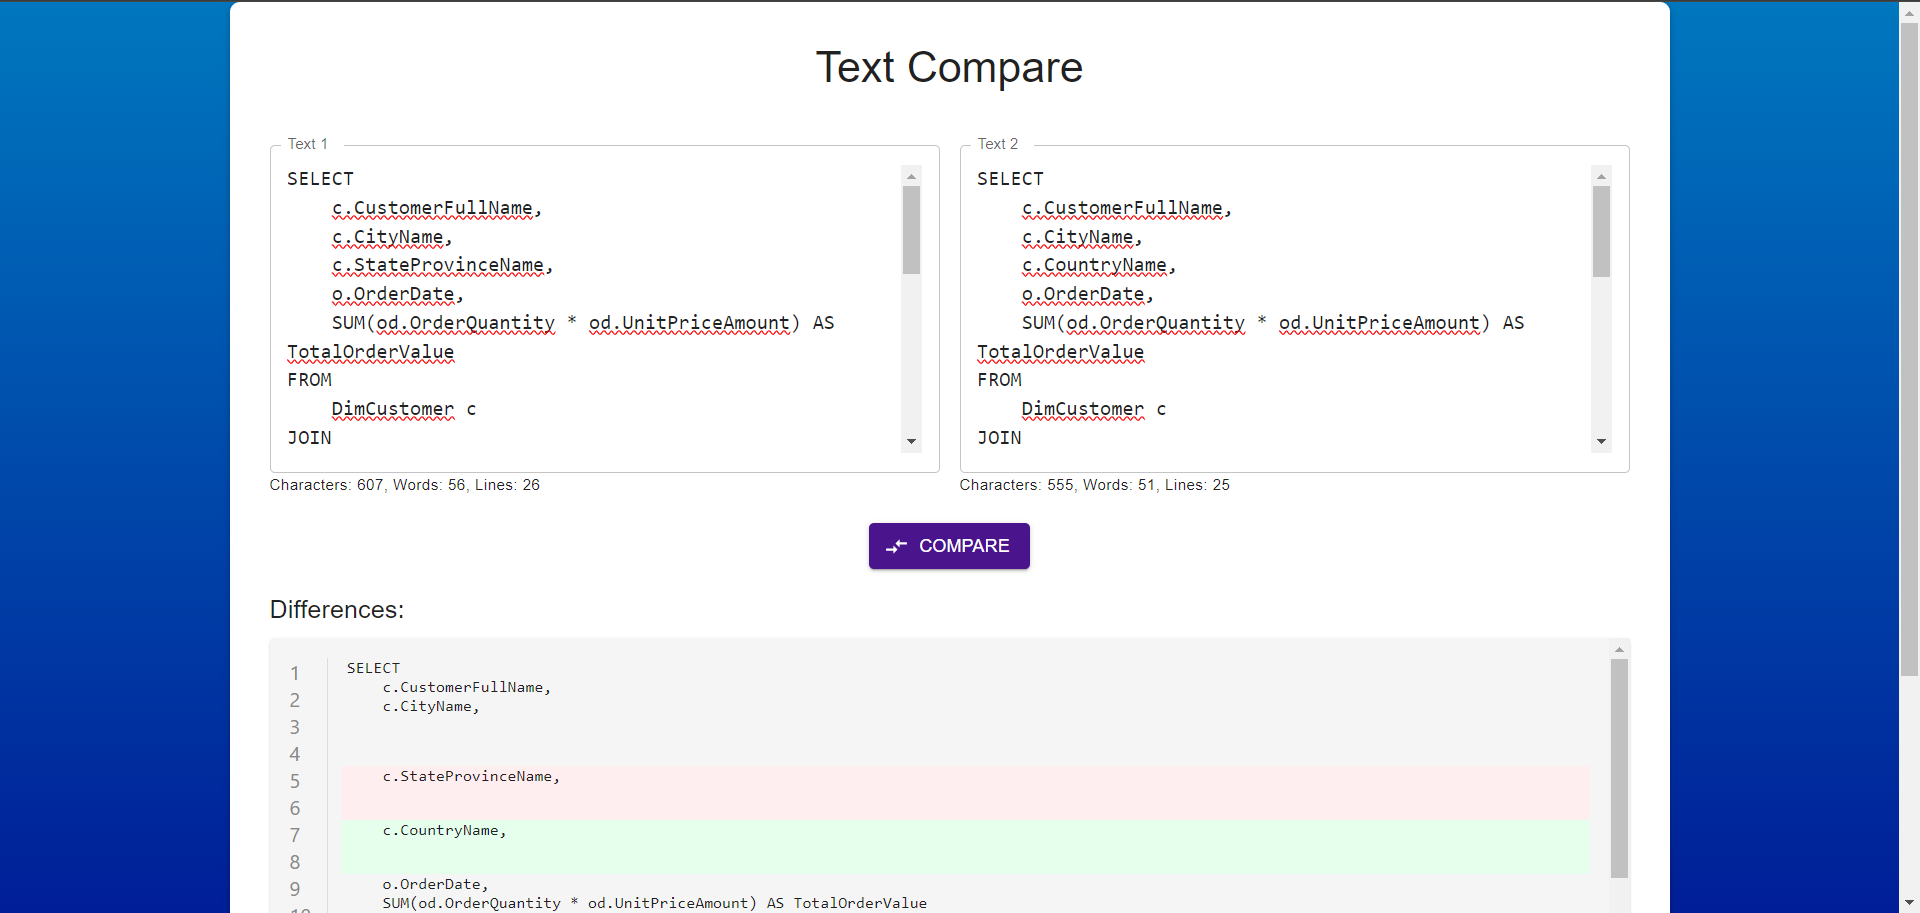 Text Compare
Text 1
SELECT
c.CustomerFullName,
c.CityName,
c.StateProvinceName,
o.OrderDate,
SUM(od.OrderQuantity * od.UnitPriceAmount) AS
TotalOrderValue
FROM
DimCustomer c
JOIN
Characters: 607, Words: 56, Lines: 26
Text 2
SELECT
c.CustomerFullName,
c.CityName,
c.CountryName,
o.OrderDate,
SUM(od.OrderQuantity * od.UnitPriceAmount) AS
TotalOrderValue
FROM
DimCustomer c
JOIN
Characters: 555, Words: 51, Lines: 25
COMPARE
Differences:
1 SELECT
2 c.CustomerFullName,
3 c.CityName,
4
5 c.StateProvinceName,
6
7 c.CountryName,
8
9 o.OrderDate,
10 SUM(od.OrderQuantity * od.UnitPriceAmount) AS TotalOrderValue